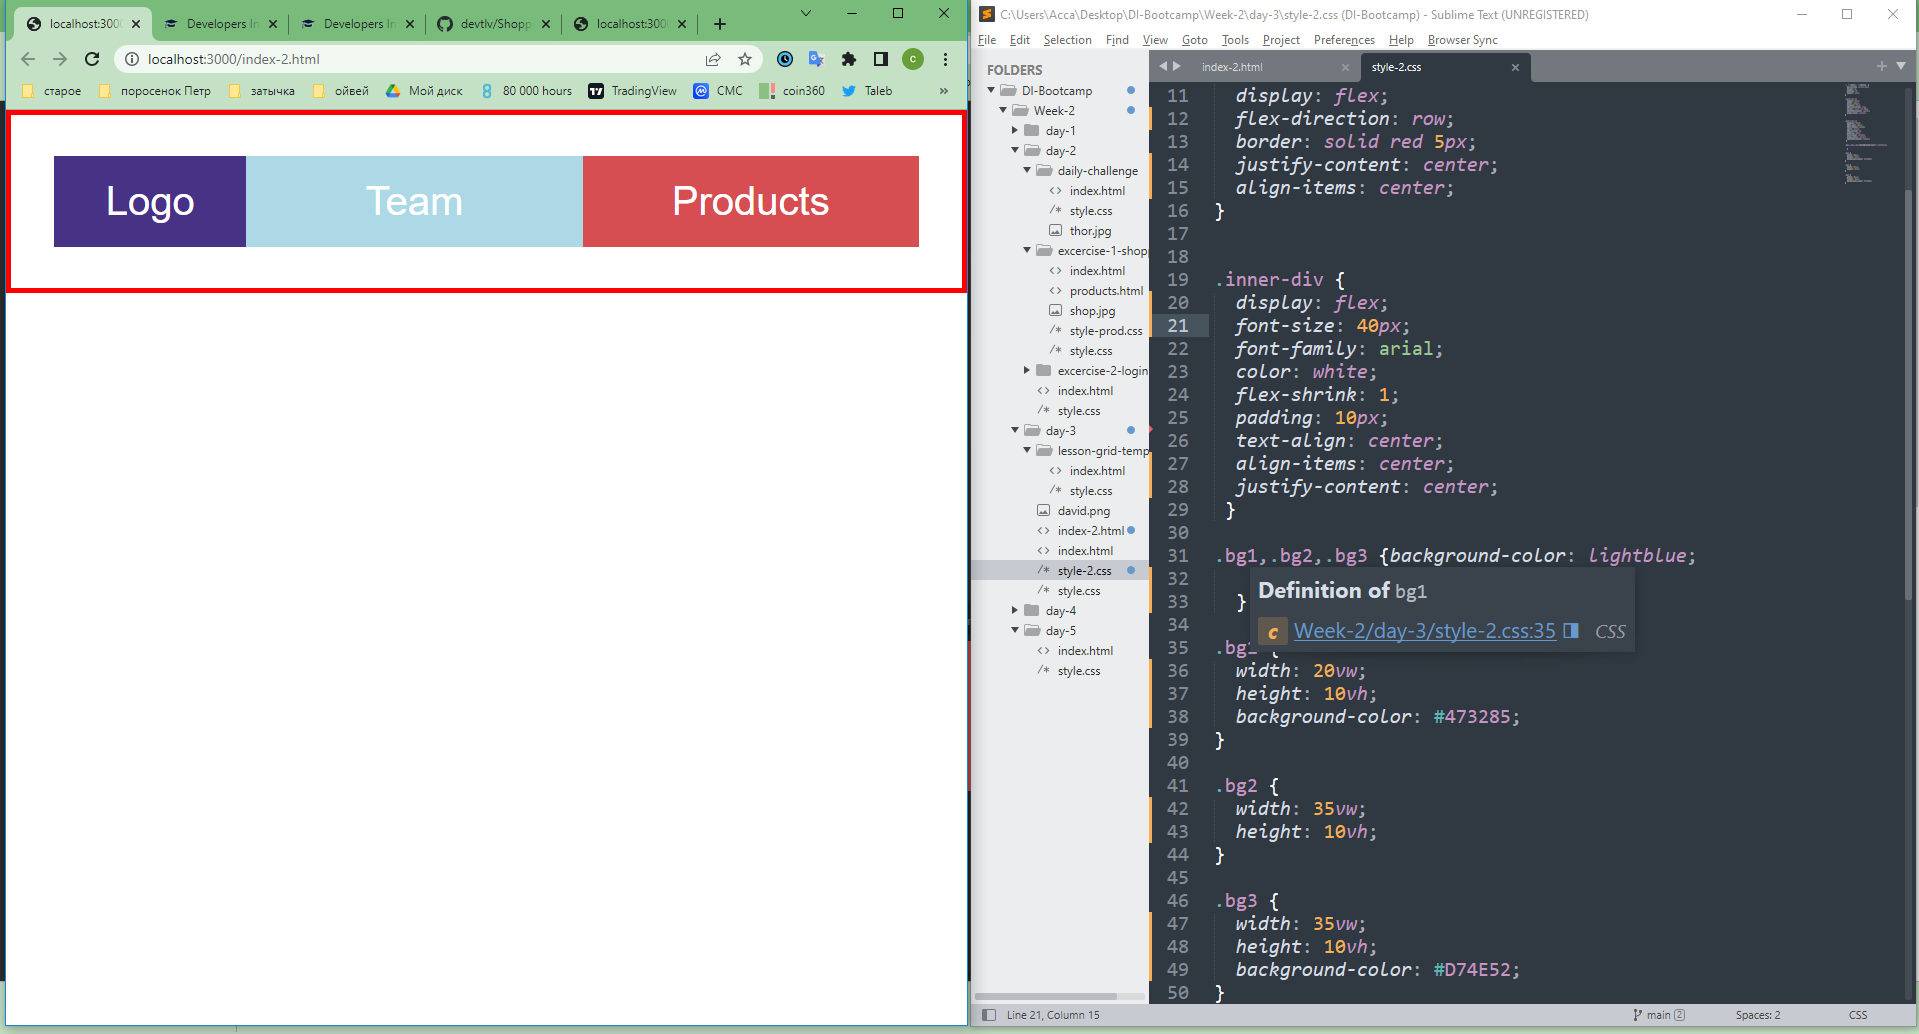 localhost:3000
Developers In
Developers In
devtlv/Shopp
localhost:3000
localhost:3000/index-2.html
c
старое
поросенок Петр
затычка
ойвей
Мой диск
8
80 000 hours
TradingView
CMC
coin360
Taleb
»
Logo
Team
Products
C:\Users\Acca\Desktop\DI-Bootcamp\Week-2\day-3\style-2.css (DI-Bootcamp) - Sublime Text (UNREGISTERED)
File Edit Selection Find View Goto Tools Project Preferences Help Browser Sync
FOLDERS
DI-Bootcamp
Week-2
day-1
day-2
daily-challenge
<> index.html
/* style.css
thor.jpg
excercise-1-shop
<> index.html
<> products.html
shop.jpg
/* style-prod.css
/* style.css
excercise-2-login
<> index.html
/* style.css
day-3
lesson-grid-temp
<> index.html
/* style.css
david.png
<> index-2.html
<> index.html
/* style-2.css
/* style.css
day-4
day-5
<> index.html
/* style.css
index-2.html
style-2.css
11 display: flex;
12 flex-direction: row;
13 border: solid red 5px;
14 justify-content: center;
15 align-items: center;
16 }
17
18
19 .inner-div {
20 display: flex;
21 font-size: 40px;
22 font-family: arial;
23 color: white;
24 flex-shrink: 1;
25 padding: 10px;
26 text-align: center;
27 align-items: center;
28 justify-content: center;
29 }
30
31 .bg1,.bg2,.bg3 {background-color: lightblue;
32
33 }
Definition of bg1
c Week-2/day-3/style-2.css:35 CSS
34
35 .bg1 {
36 width: 20vw;
37 height: 10vh;
38 background-color: #473285;
39 }
40
41 .bg2 {
42 width: 35vw;
43 height: 10vh;
44 }
45
46 .bg3 {
47 width: 35vw;
48 height: 10vh;
49 background-color: #D74E52;
50 }
Line 21, Column 15
main 2
Spaces: 2
CSS